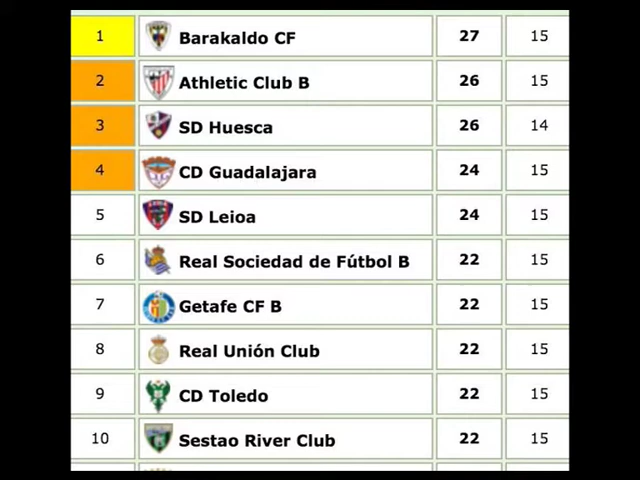 1 Barakaldo CF 27 15
2 Athletic Club B 26 15
3 SD Huesca 26 14
4 CD Guadalajara 24 15
5 SD Leioa 24 15
6 Real Sociedad de Fútbol B 22 15
7 Getafe CF B 22 15
8 Real Unión Club 22 15
9 CD Toledo 22 15
10 Sestao River Club 22 15